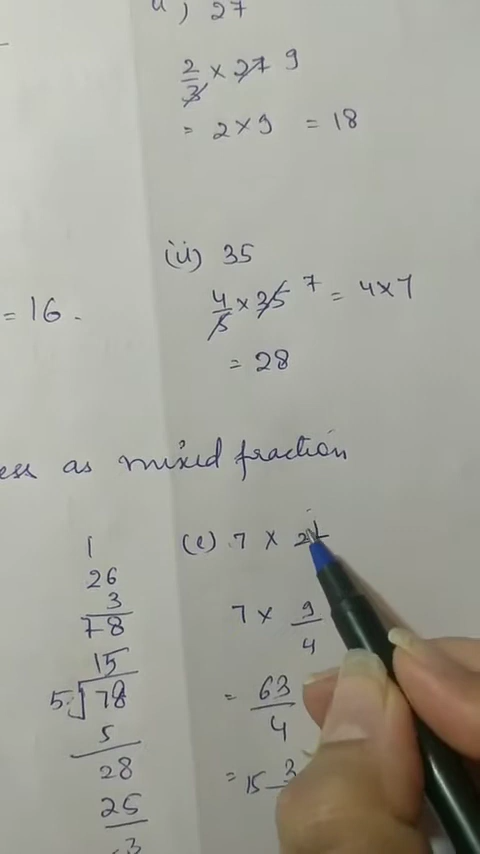 ) 27
2/3 × 27 9
= 2×9 = 18
(ii) 35
= 16.
4/5 × 35 7 = 4×7
= 28
as mixed fraction
1
26
3
78
15
5 78
5
28
25
3
(e) 7 ×
7 × 9/4
= 63/4
= 15 3